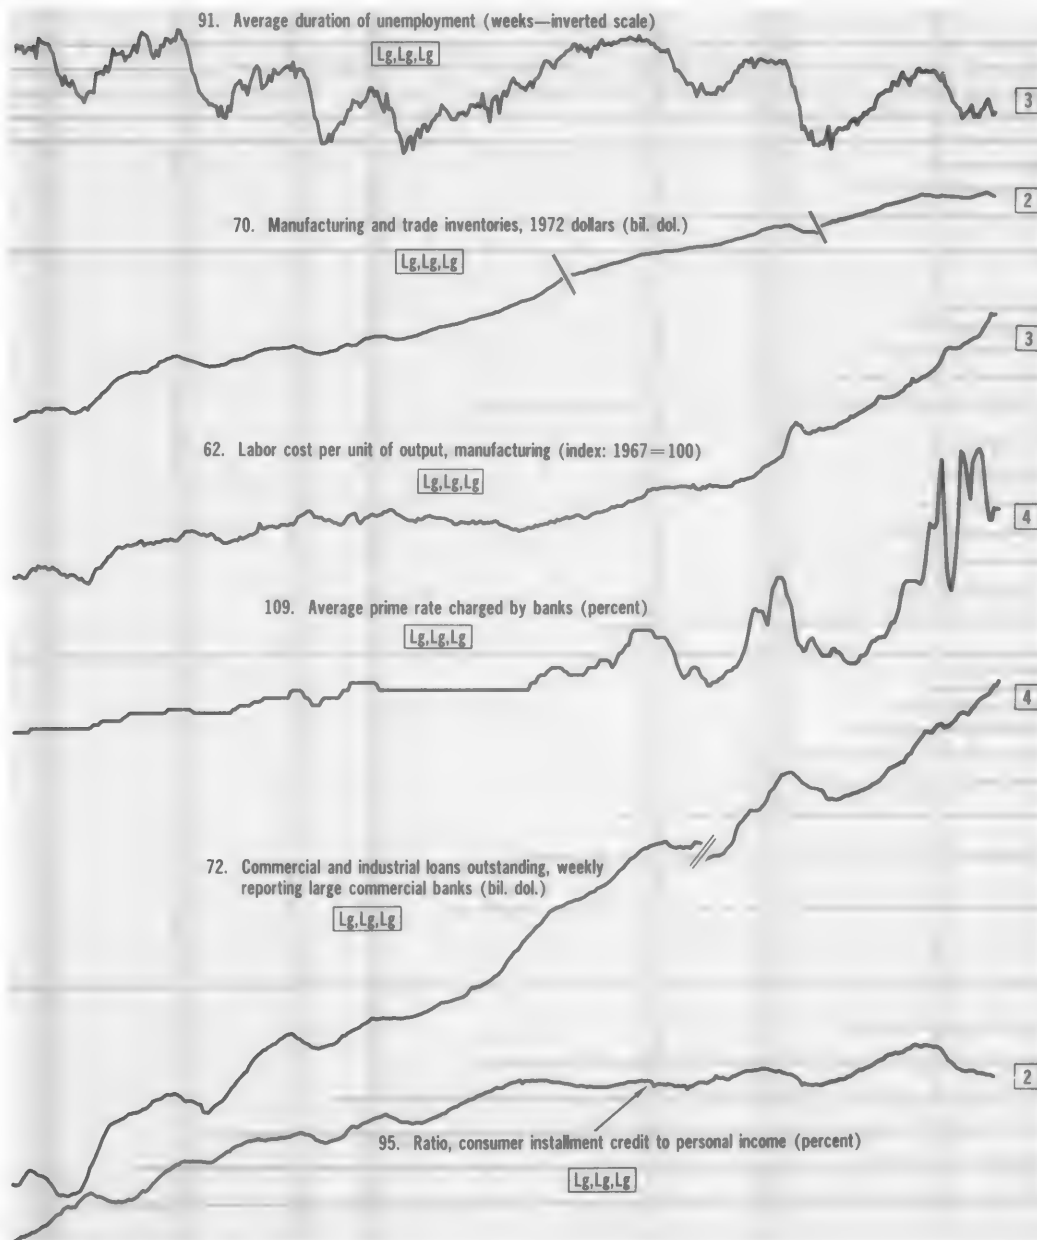 91. Average duration of unemployment (weeks—inverted scale)
Lg,Lg,Lg
3
2
70. Manufacturing and trade inventories, 1972 dollars (bil. dol.)
Lg,Lg,Lg
3
62. Labor cost per unit of output, manufacturing (index: 1967=100)
Lg,Lg,Lg
4
109. Average prime rate charged by banks (percent)
Lg,Lg,Lg
4
72. Commercial and industrial loans outstanding, weekly
reporting large commercial banks (bil. dol.)
Lg,Lg,Lg
2
95. Ratio, consumer installment credit to personal income (percent)
Lg,Lg,Lg